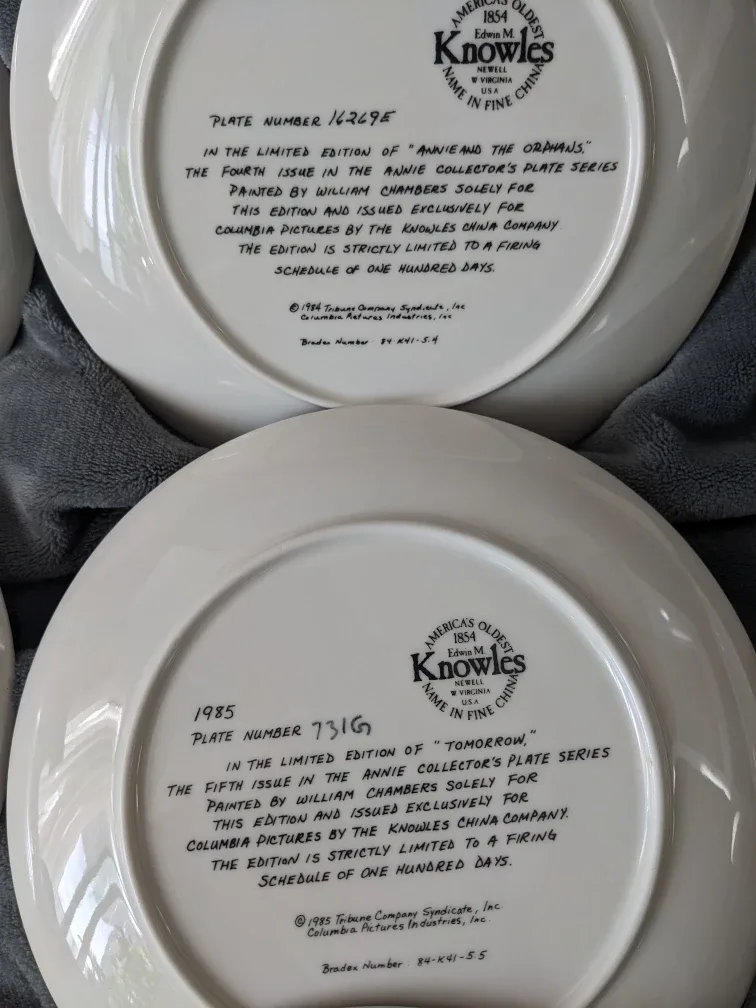 AMERICA'S OLDEST
1854
Edwin M.
Knowles
NEWELL
W VIRGINIA
USA
NAME IN FINE CHINA
PLATE NUMBER 16269E
IN THE LIMITED EDITION OF "ANNIE AND THE ORPHANS,"
THE FOURTH ISSUE IN THE ANNIE COLLECTOR'S PLATE SERIES
PAINTED BY WILLIAM CHAMBERS SOLELY FOR
THIS EDITION AND ISSUED EXCLUSIVELY FOR
COLUMBIA PICTURES BY THE KNOWLES CHINA COMPANY.
THE EDITION IS STRICTLY LIMITED TO A FIRING
SCHEDULE OF ONE HUNDRED DAYS.
© 1984 Tribune Company Syndicate, Inc
Columbia Pictures Industries, Inc
Bradex Number 84-K41-5.4
AMERICA'S OLDEST
1854
Edwin M.
Knowles
NEWELL
W VIRGINIA
U.S.A
NAME IN FINE CHINA
1985
PLATE NUMBER 731G
IN THE LIMITED EDITION OF "TOMORROW,"
THE FIFTH ISSUE IN THE ANNIE COLLECTOR'S PLATE SERIES
PAINTED BY WILLIAM CHAMBERS SOLELY FOR
THIS EDITION AND ISSUED EXCLUSIVELY FOR
COLUMBIA PICTURES BY THE KNOWLES CHINA COMPANY.
THE EDITION IS STRICTLY LIMITED TO A FIRING
SCHEDULE OF ONE HUNDRED DAYS.
© 1985 Tribune Company Syndicate, Inc
Columbia Pictures Industries, Inc.
Bradex Number 84-K41-5.5